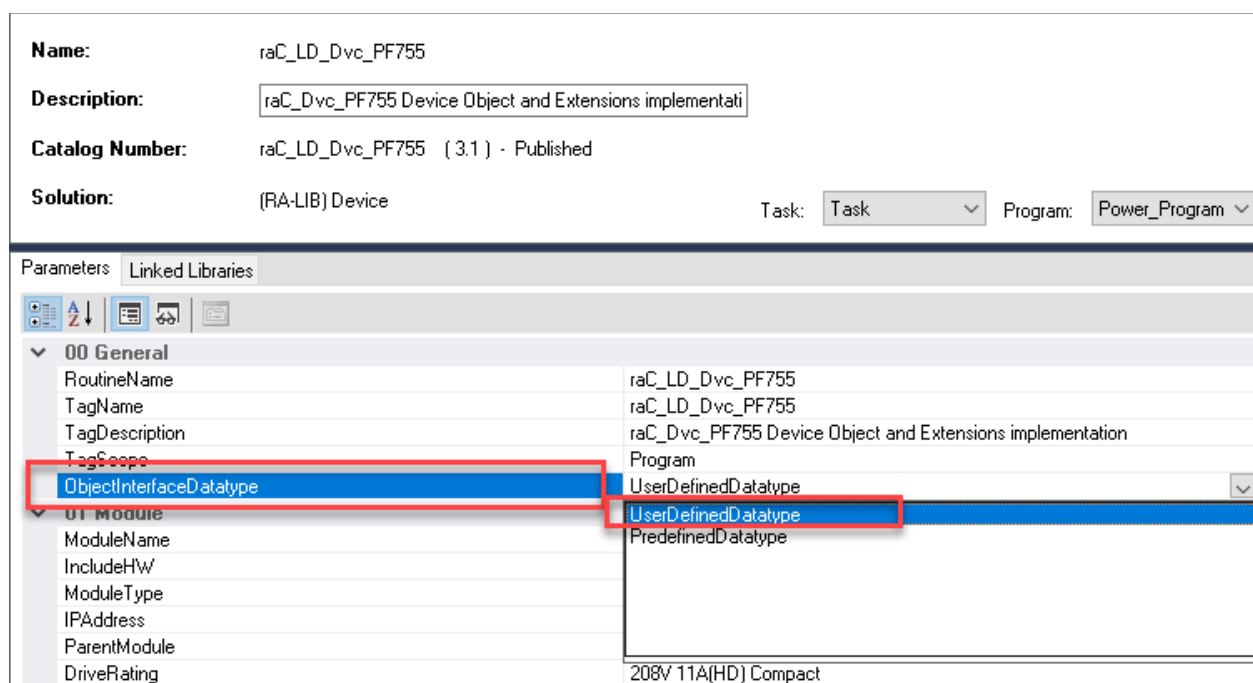 Name: raC_LD_Dvc_PF755
Description: raC_Dvc_PF755 Device Object and Extensions implementati
Catalog Number: raC_LD_Dvc_PF755 ( 3.1 ) - Published
Solution: (RA-LIB) Device
Task: Task Program: Power_Program
Parameters Linked Libraries
00 General
RoutineName raC_LD_Dvc_PF755
TagName raC_LD_Dvc_PF755
TagDescription raC_Dvc_PF755 Device Object and Extensions implementation
TagScope Program
ObjectInterfaceDatatype UserDefinedDatatype
01 Module UserDefinedDatatype
ModuleName PredefinedDatatype
IncludeHW
ModuleType
IPAddress
ParentModule
DriveRating 208V 11A(HD) Compact